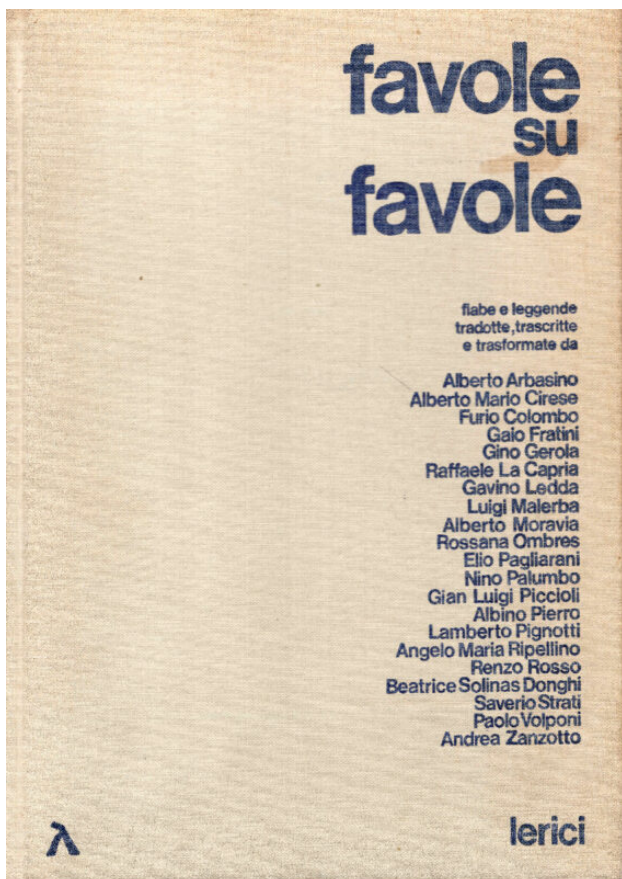 favole
su
favole
fiabe e leggende
tradotte, trascritte
e trasformate da
Alberto Arbasino
Alberto Mario Cirese
Furio Colombo
Gaio Fratini
Gino Gerola
Raffaele La Capria
Gavino Ledda
Luigi Malerba
Alberto Moravia
Rossana Ombres
Elio Pagliarani
Nino Palumbo
Gian Luigi Piccioli
Albino Pierro
Lamberto Pignotti
Angelo Maria Ripellino
Renzo Rosso
Beatrice Solinas Donghi
Saverio Strati
Paolo Volponi
Andrea Zanzotto
λ
lerici